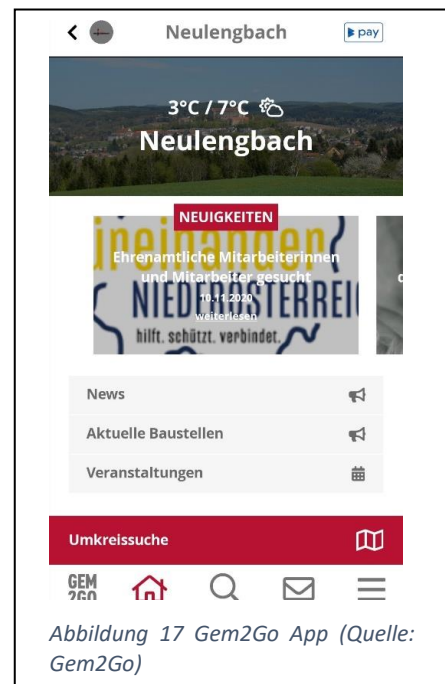 Neulengbach
pay
3°C / 7°C
Neulengbach
NEUIGKEITEN
Ehrenamtliche Mitarbeiterinnen
und Mitarbeiter gesucht
10.11.2020
weiterlesen
NIEDERÖSTERREI
hilft. schützt. verbindet.
News
Aktuelle Baustellen
Veranstaltungen
Umkreissuche
GEM
2GO
Abbildung 17 Gem2Go App (Quelle:
Gem2Go)